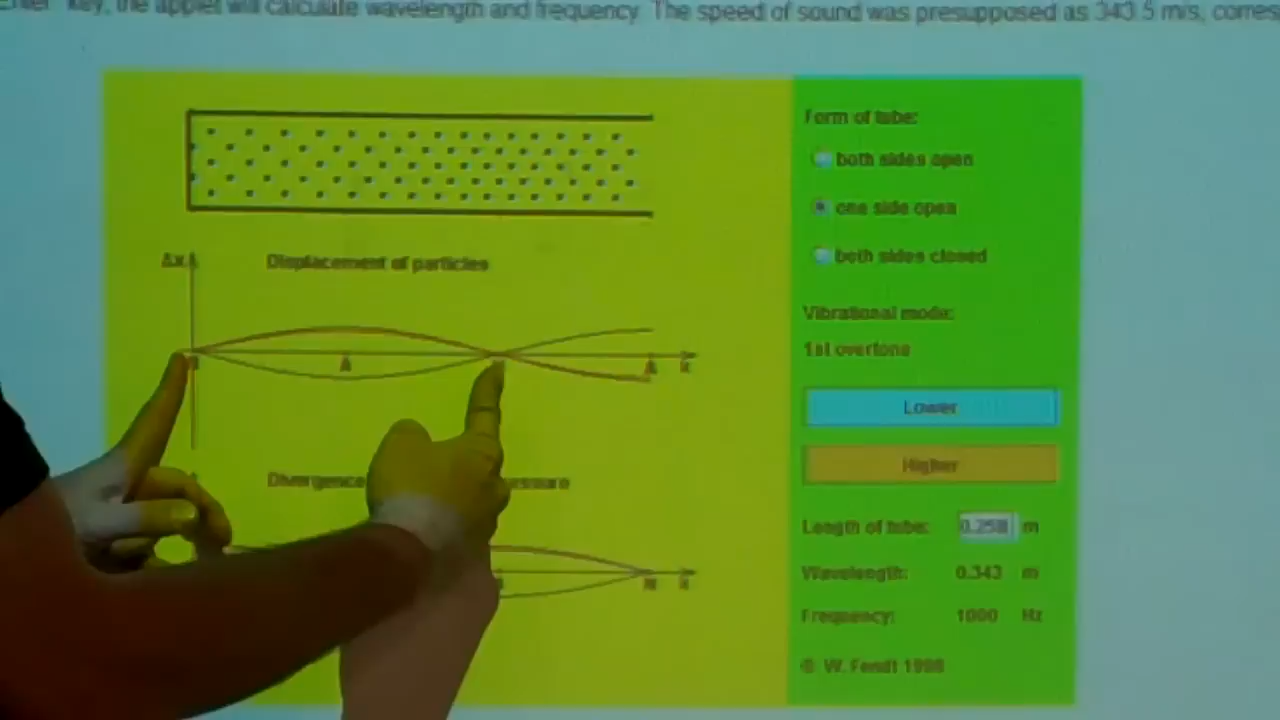 key, the applet will calculate wavelength and frequency. The speed of sound was presupposed as 343.5 m/s,
Form of tube:
both sides open
one side open
both sides closed
Δx
Displacement of particles
A
A
x
Vibrational mode:
1st overtone
Lower
Higher
Divergence
Length of tube: 0.258 m
Wavelength: 0.343 m
Frequency: 1000 Hz
N
x
© W. Fendt 1998